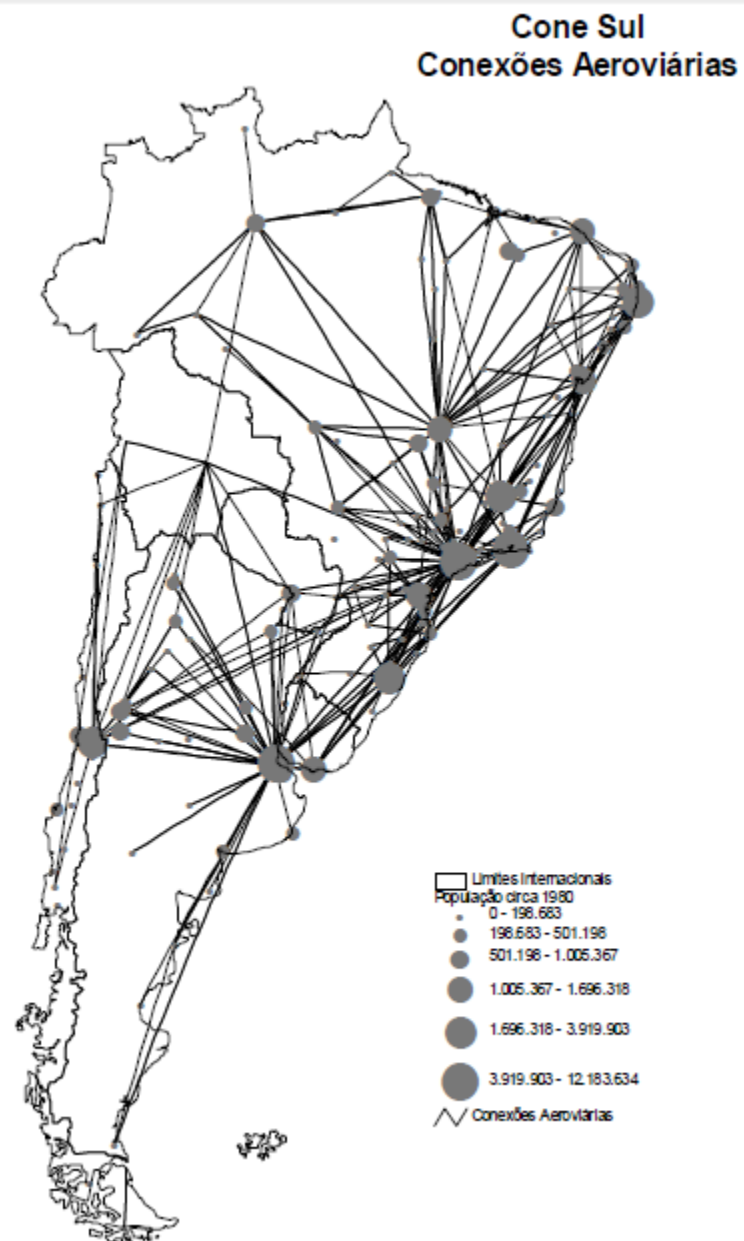 Cone Sul
Conexões Aeroviárias
Limites Internacionais
População circa 1980
0 - 198.683
198.683 - 501.198
501.198 - 1.005.367
1.005.367 - 1.696.318
1.696.318 - 3.919.903
3.919.903 - 12.183.634
Conexões Aeroviárias